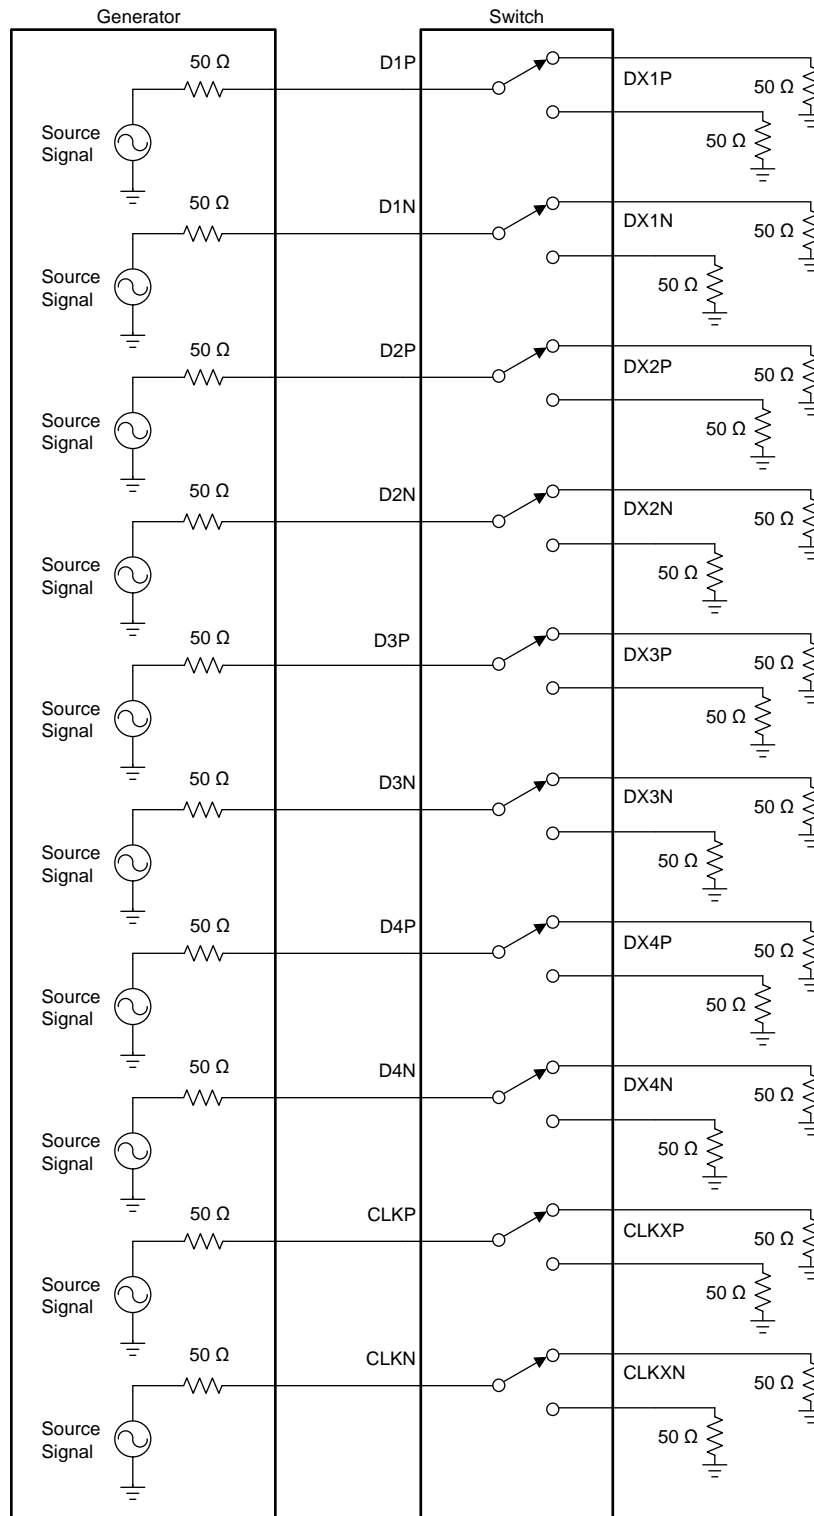 Generator
Switch
50 Ω
D1P
DX1P
50 Ω
50 Ω
Source
Signal
50 Ω
D1N
DX1N
50 Ω
50 Ω
Source
Signal
50 Ω
D2P
DX2P
50 Ω
50 Ω
Source
Signal
50 Ω
D2N
DX2N
50 Ω
50 Ω
Source
Signal
50 Ω
D3P
DX3P
50 Ω
50 Ω
Source
Signal
50 Ω
D3N
DX3N
50 Ω
50 Ω
Source
Signal
50 Ω
D4P
DX4P
50 Ω
50 Ω
Source
Signal
50 Ω
D4N
DX4N
50 Ω
50 Ω
Source
Signal
50 Ω
CLKP
CLKXP
50 Ω
50 Ω
Source
Signal
50 Ω
CLKN
CLKXN
50 Ω
50 Ω
Source
Signal